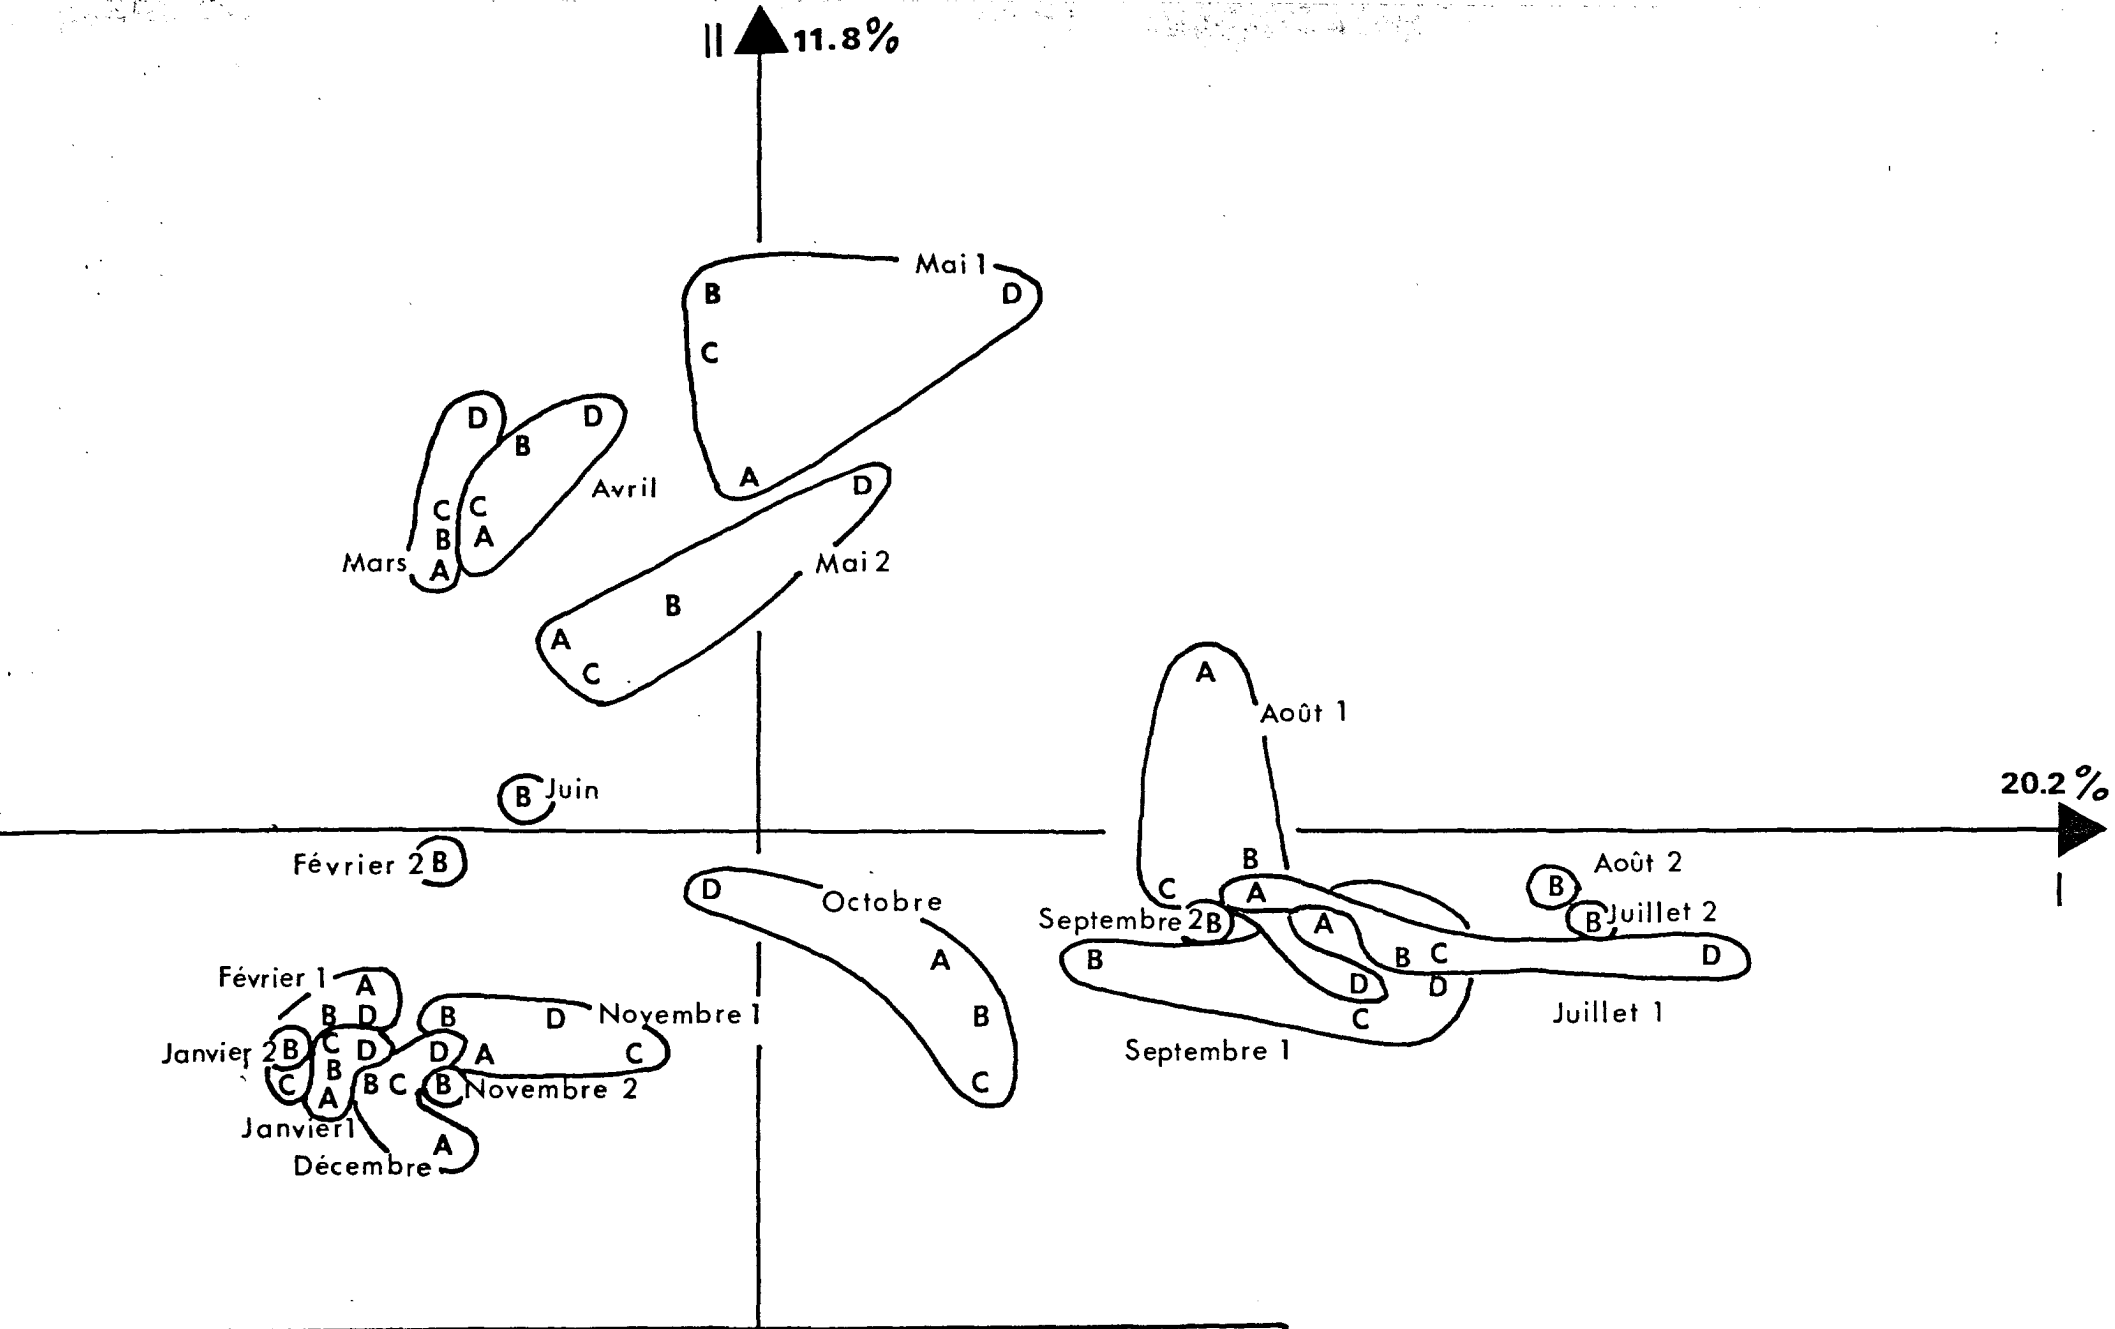 II 11.8%
Mai 1
B D
C
D D
B
A
D
Avril
C C
B A
Mars
A
Mai 2
B
A
C
A
Août 1
Juin
B
20.2%
Février 2 B
B
Août 2
D
C A
B
I
Octobre
Septembre 2 B
A
B Juillet 2
A
B
B C
D
Février 1 A
D
D
B D
B D Novembre 1
B
C
Juillet 1
Janvier 2 B C D
D A C
Septembre 1
B
C
B C
B Novembre 2
C
A
Janvier 1
A
Décembre